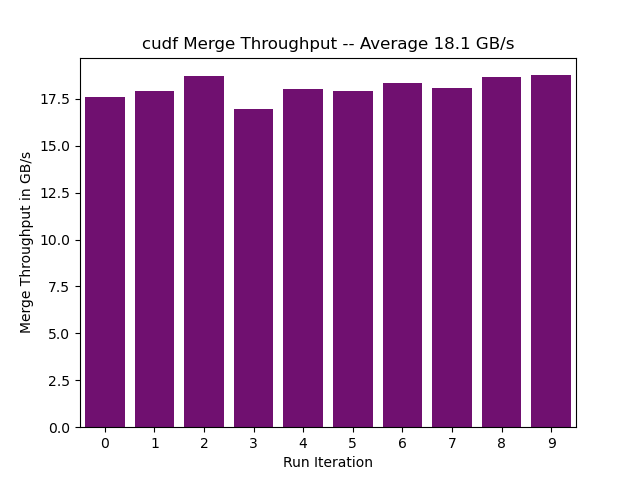 cudf Merge Throughput -- Average 18.1 GB/s
17.5
15.0
12.5
10.0
7.5
5.0
2.5
0.0
Merge Throughput in GB/s
0 1 2 3 4 5 6 7 8 9
Run Iteration